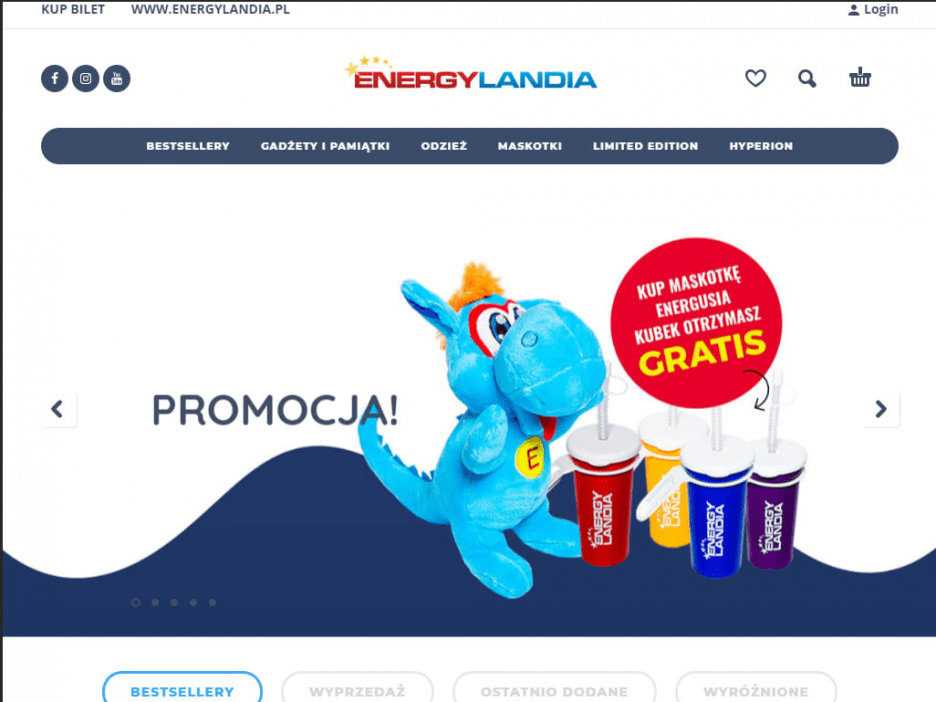 KUP BILET WWW.ENERGYLANDIA.PL Login
ENERGYLANDIA
BESTSELLERY GADŻETY I PAMIĄTKI ODZIEŻ MASKOTKI LIMITED EDITION HYPERION
KUP MASKOTKĘ
ENERGUSIA
KUBEK OTRZYMASZ
GRATIS
PROMOCJA!
E
ENERGY
LANDIA
ENERGY
LANDIA
ENERGY
LANDIA
ENERGY
LANDIA
BESTSELLERY WYPRZEDAŻ OSTATNIO DODANE WYRÓŻNIONE